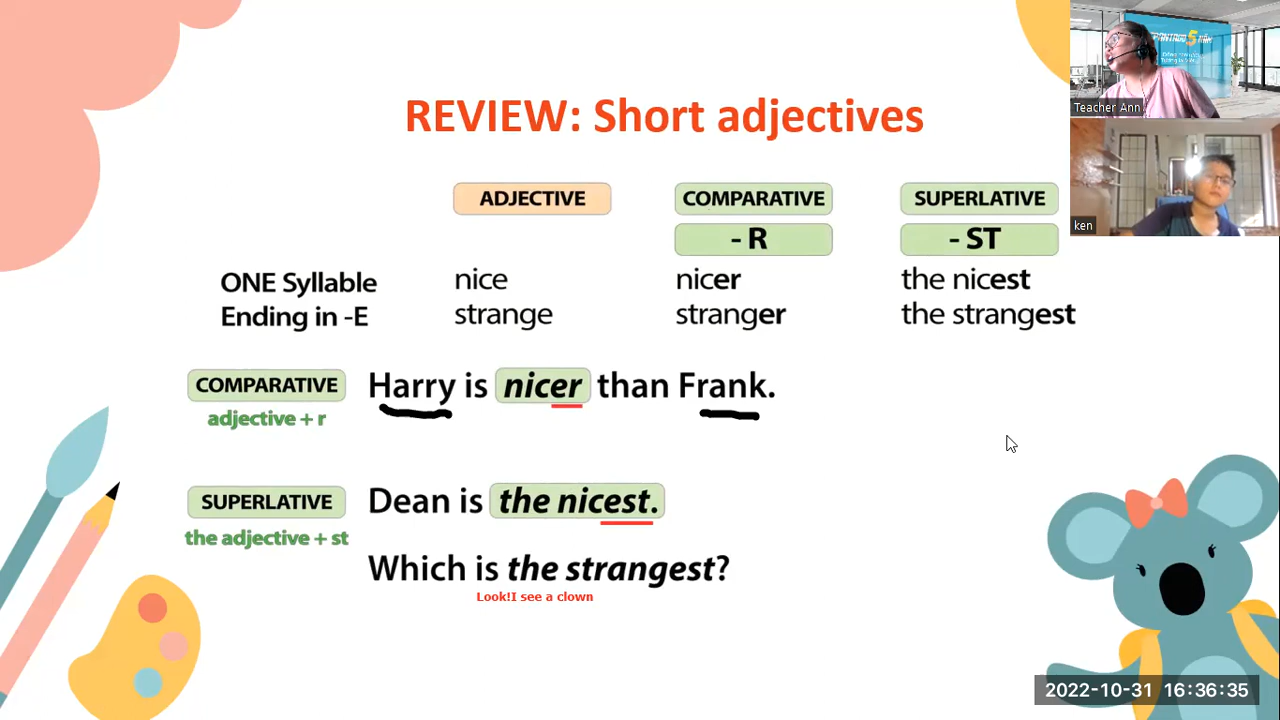 REVIEW: Short adjectives
ADJECTIVE COMPARATIVE SUPERLATIVE
- R - ST
ONE Syllable nice nicer the nicest
Ending in -E strange stranger the strangest
COMPARATIVE Harry is nicer than Frank.
adjective + r
SUPERLATIVE Dean is the nicest.
the adjective + st
Which is the strangest?
Look!I see a clown
Teacher Ann
ken
2022-10-31 16:36:35